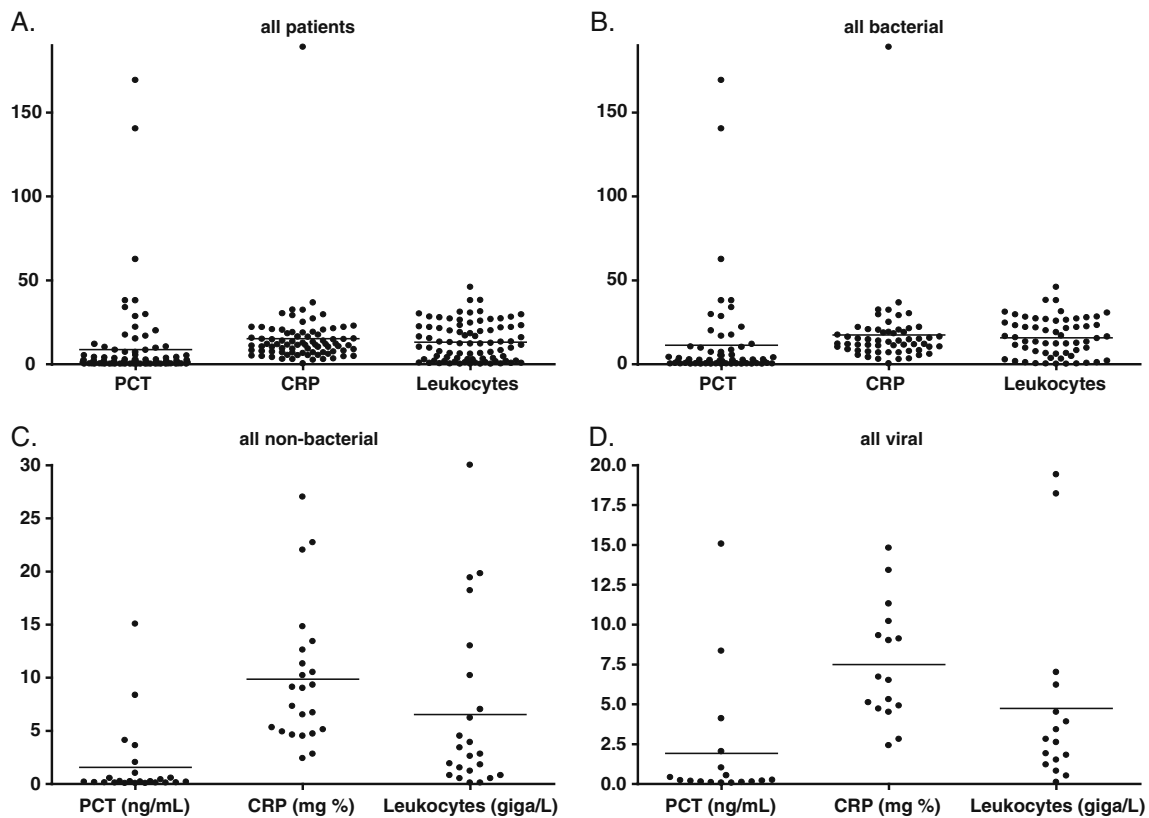 A.
all patients
150
100
50
0
PCT
CRP
Leukocytes
B.
all bacterial
150
100
50
0
PCT
CRP
Leukocytes
C.
all non-bacterial
30
25
20
15
10
5
0
PCT (ng/mL)
CRP (mg %)
Leukocytes (giga/L)
D.
all viral
20.0
17.5
15.0
12.5
10.0
7.5
5.0
2.5
0.0
PCT (ng/mL)
CRP (mg %)
Leukocytes (giga/L)